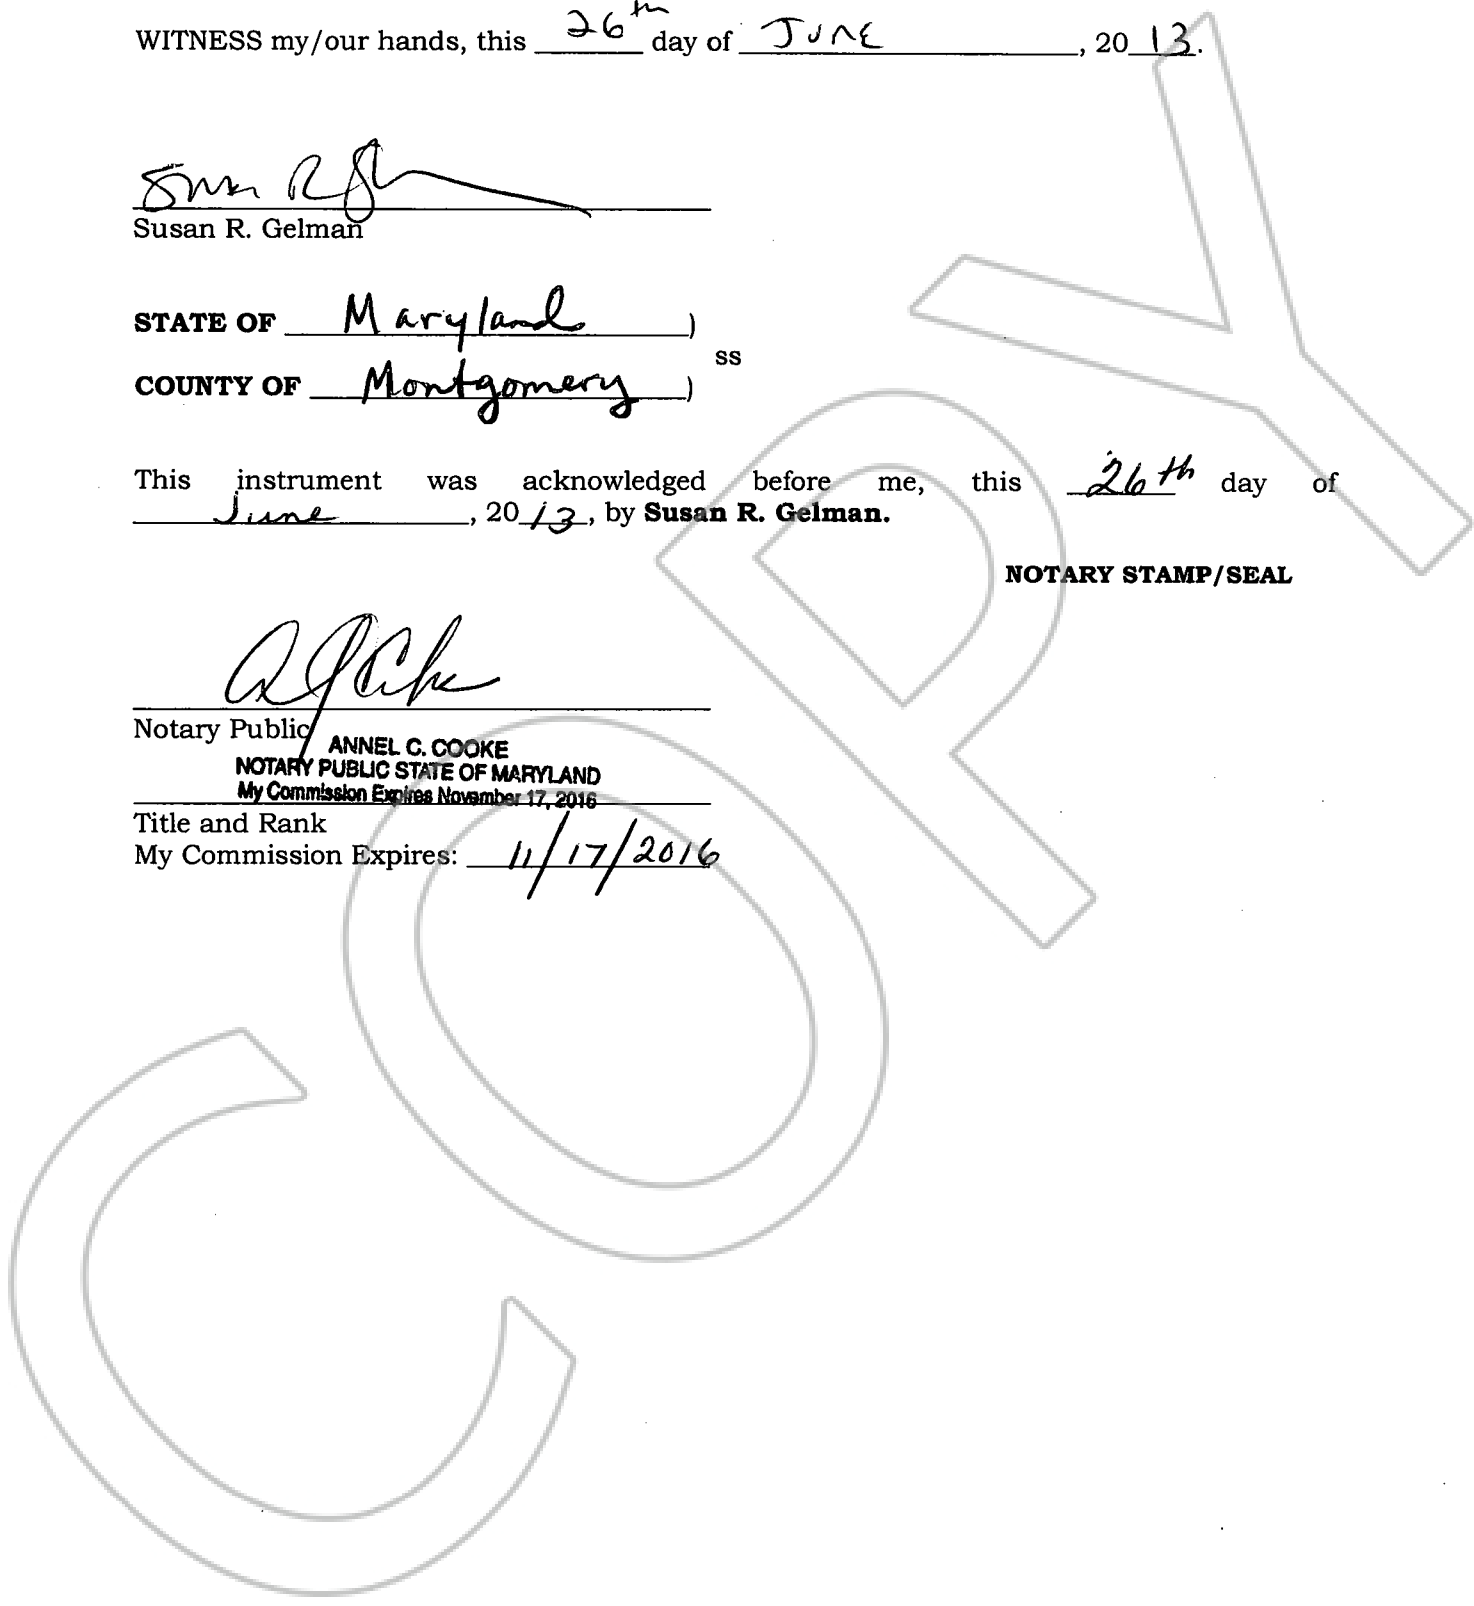 WITNESS my/our hands, this 26th day of June, 2013.
Susan R. Gelman
Susan R. Gelman
STATE OF Maryland )
ss
COUNTY OF Montgomery )
This instrument was acknowledged before me, this 26th day of
June, 2013, by Susan R. Gelman.
NOTARY STAMP/SEAL
Notary Public
ANNEL C. COOKE
NOTARY PUBLIC STATE OF MARYLAND
My Commission Expires November 17, 2016
Title and Rank
My Commission Expires: 11/17/2016
COPY